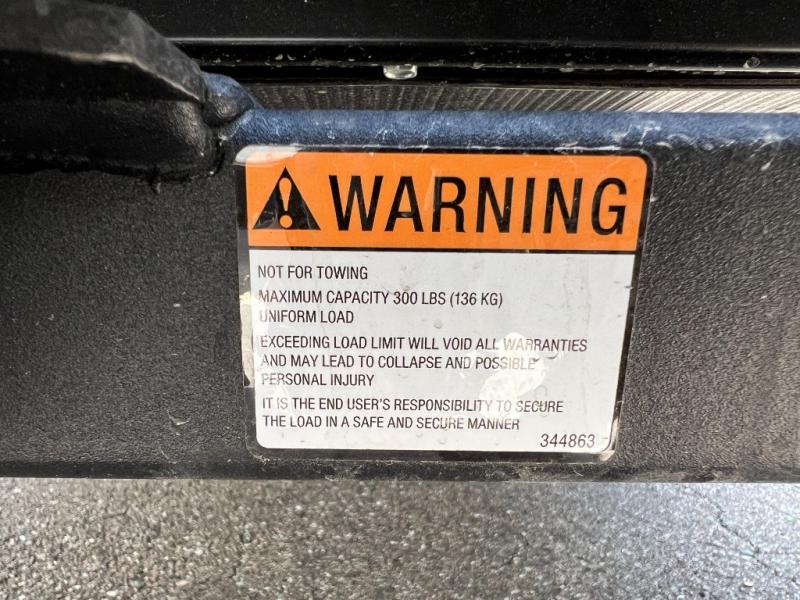 WARNING
NOT FOR TOWING
MAXIMUM CAPACITY 300 LBS (136 KG)
UNIFORM LOAD
EXCEEDING LOAD LIMIT WILL VOID ALL WARRANTIES
AND MAY LEAD TO COLLAPSE AND POSSIBLE
PERSONAL INJURY
IT IS THE END USER'S RESPONSIBILITY TO SECURE
THE LOAD IN A SAFE AND SECURE MANNER
344863